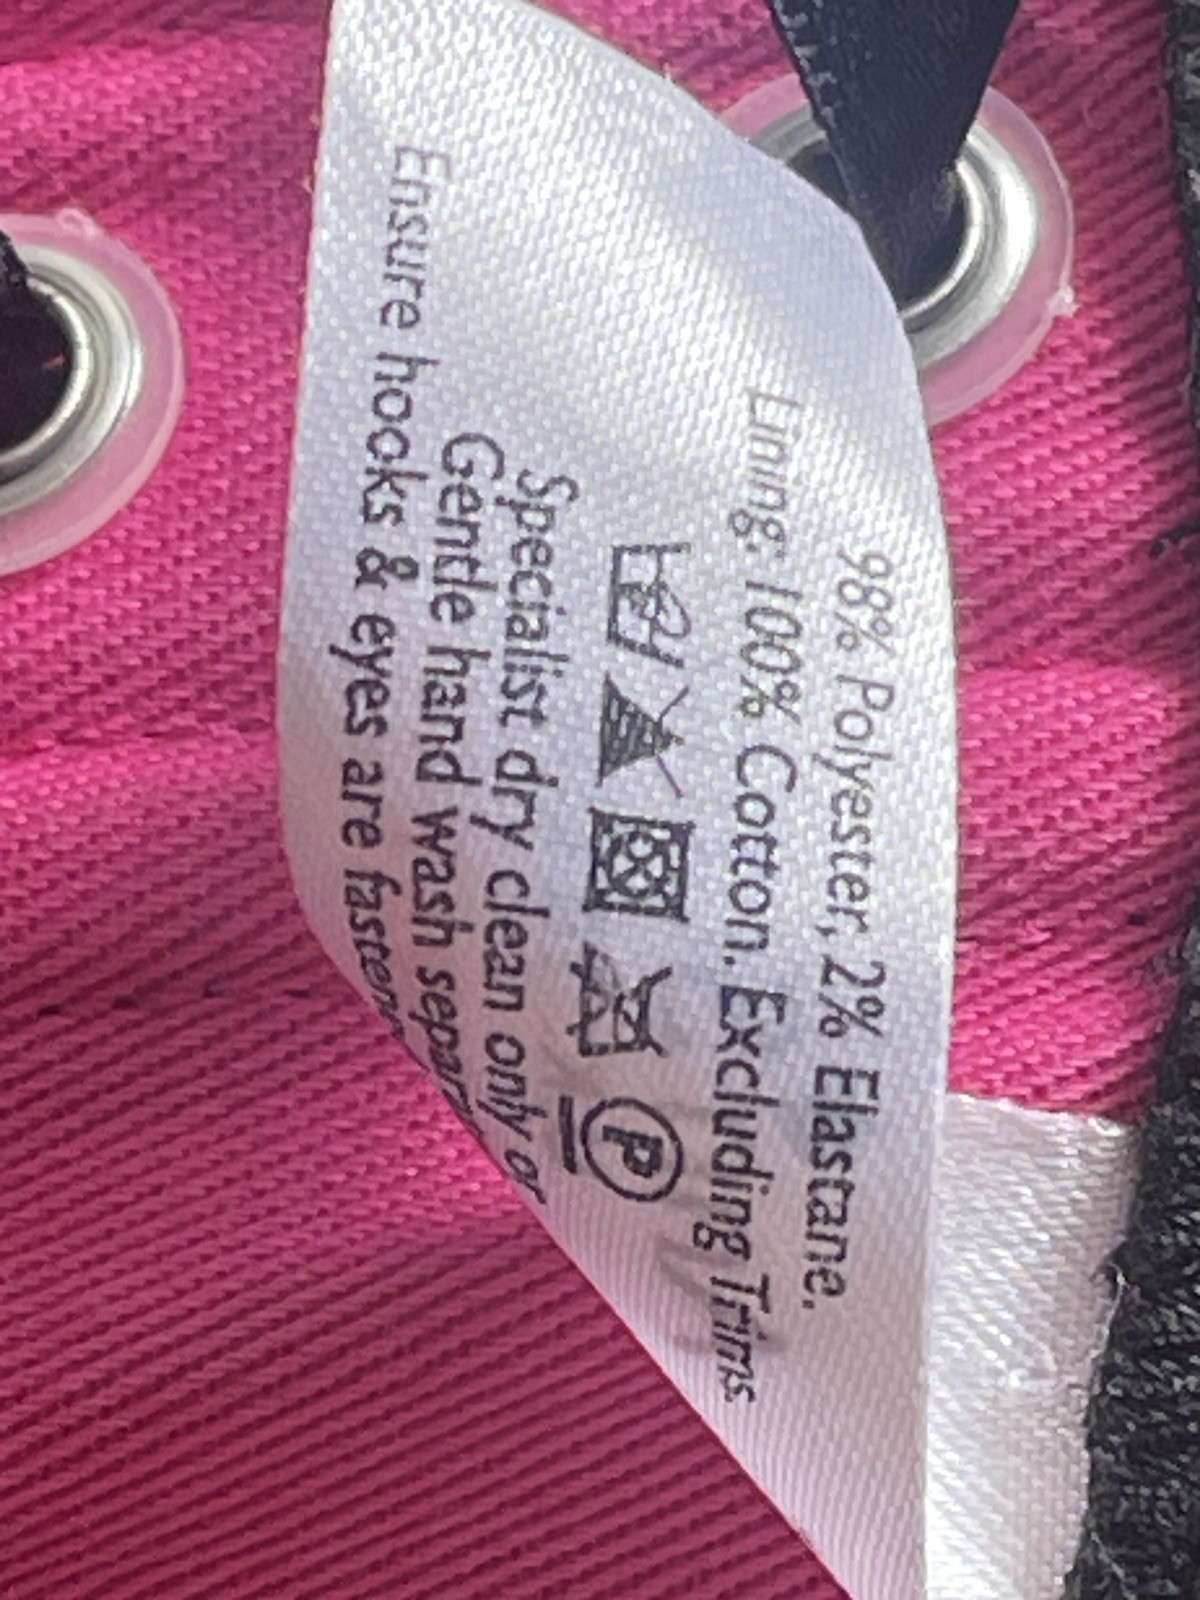 98% Polyester, 2% Elastane.
Lining: 100% Cotton. Excluding Trims
P
Specialist dry clean only or
Gentle hand wash
Ensure hooks & eyes are